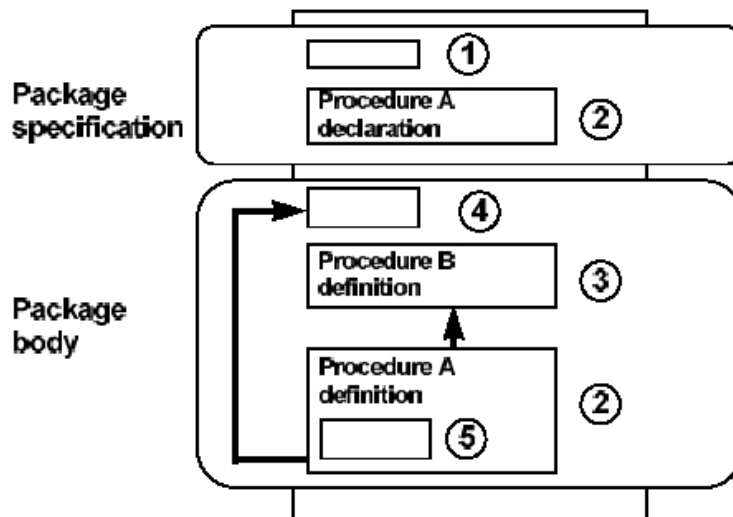 Package
specification
1
Procedure A
declaration
2
Package
body
4
Procedure B
definition
3
Procedure A
definition
2
5